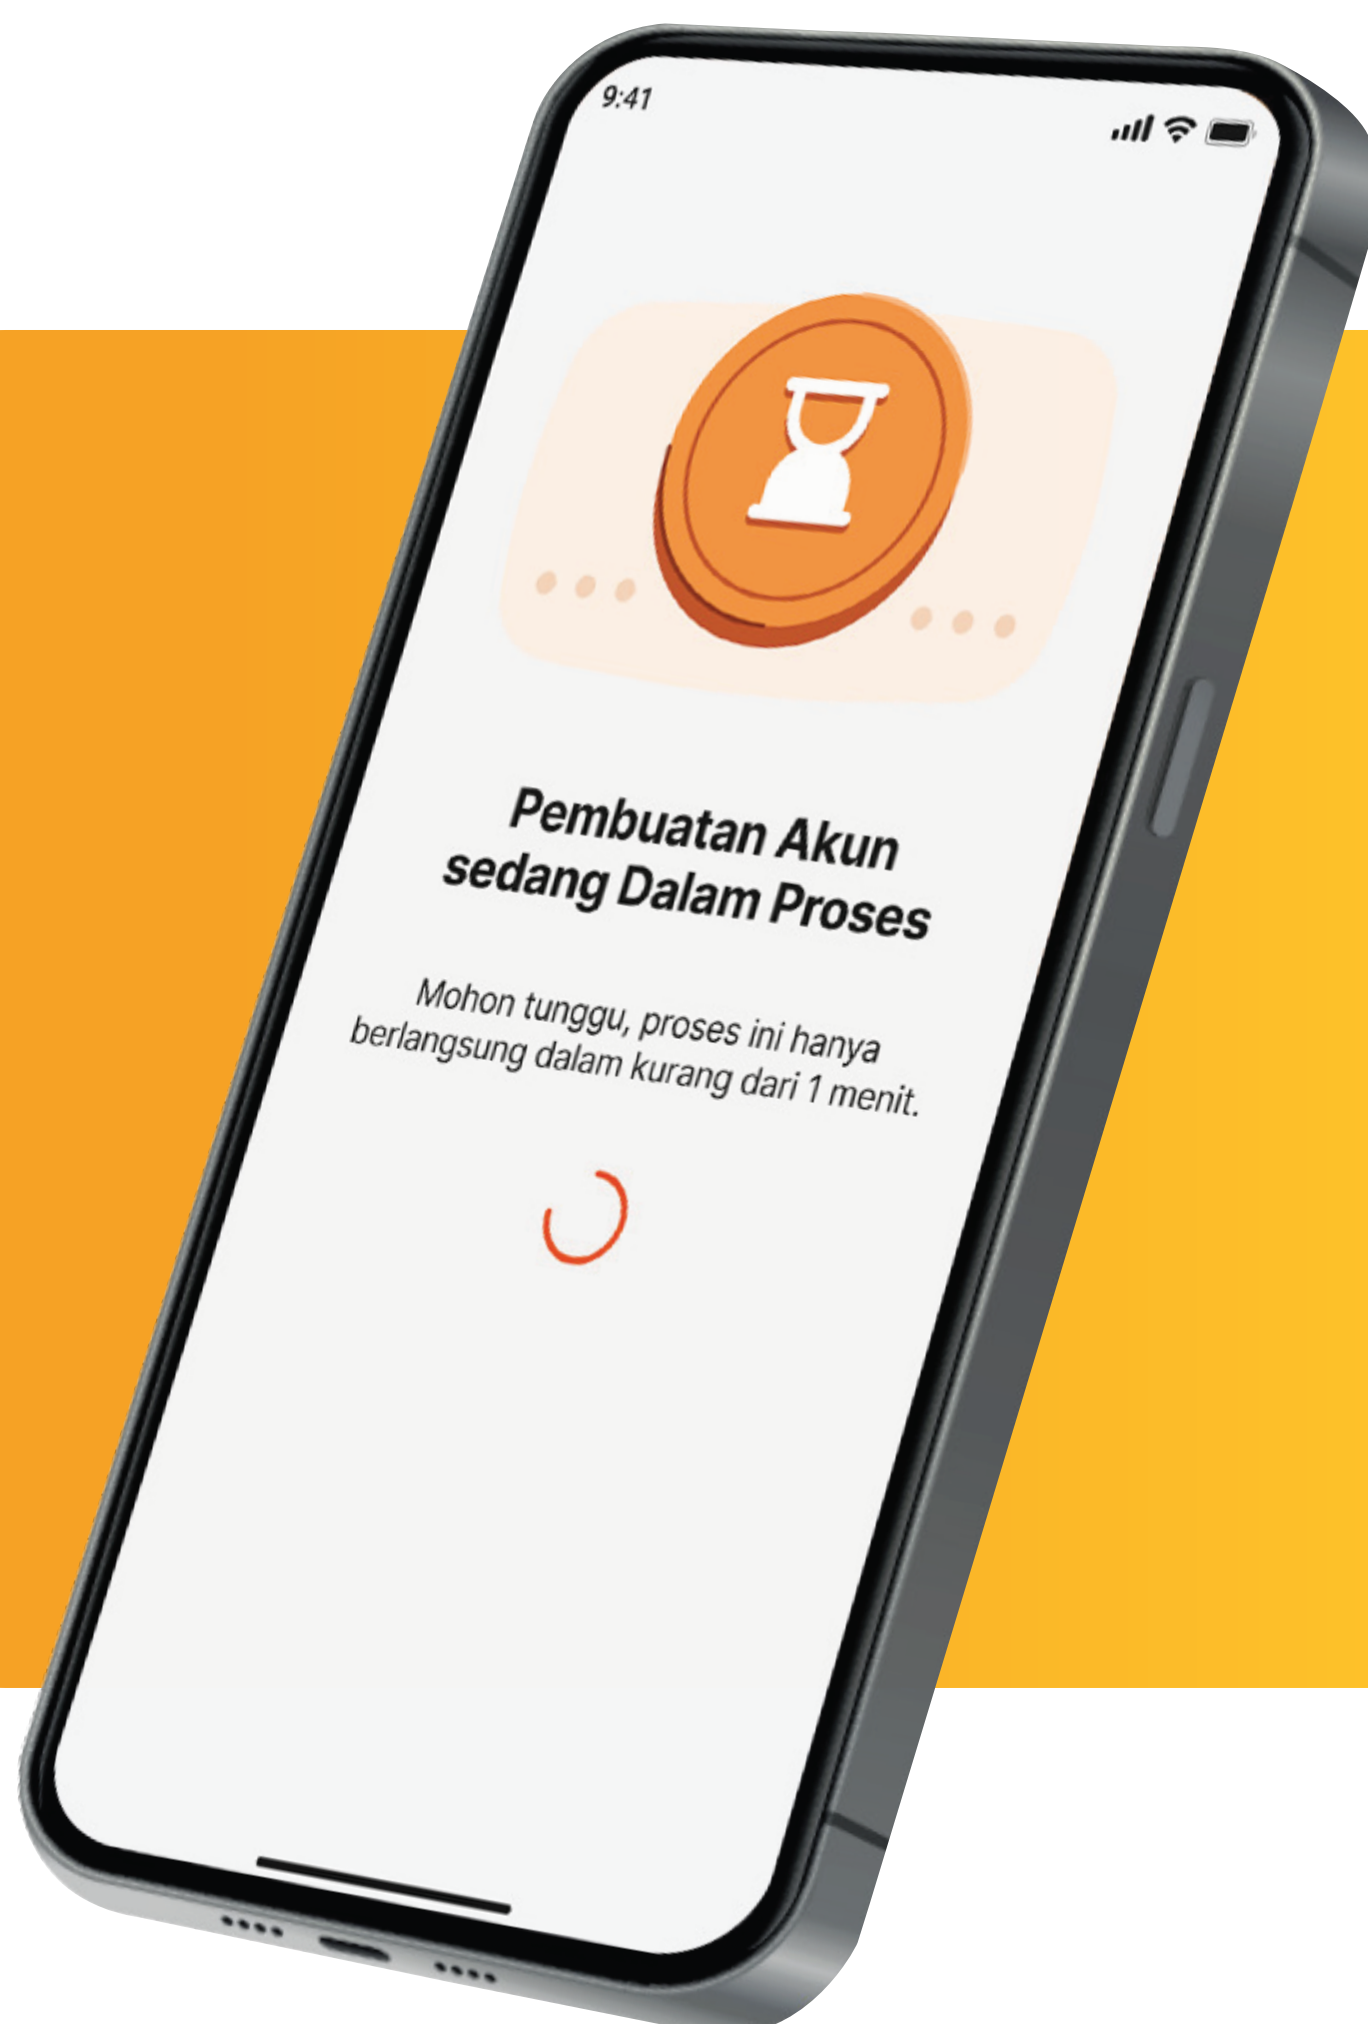 9:41
Pembuatan Akun
sedang Dalam Proses
Mohon tunggu, proses ini hanya
berlangsung dalam kurang dari 1 menit.